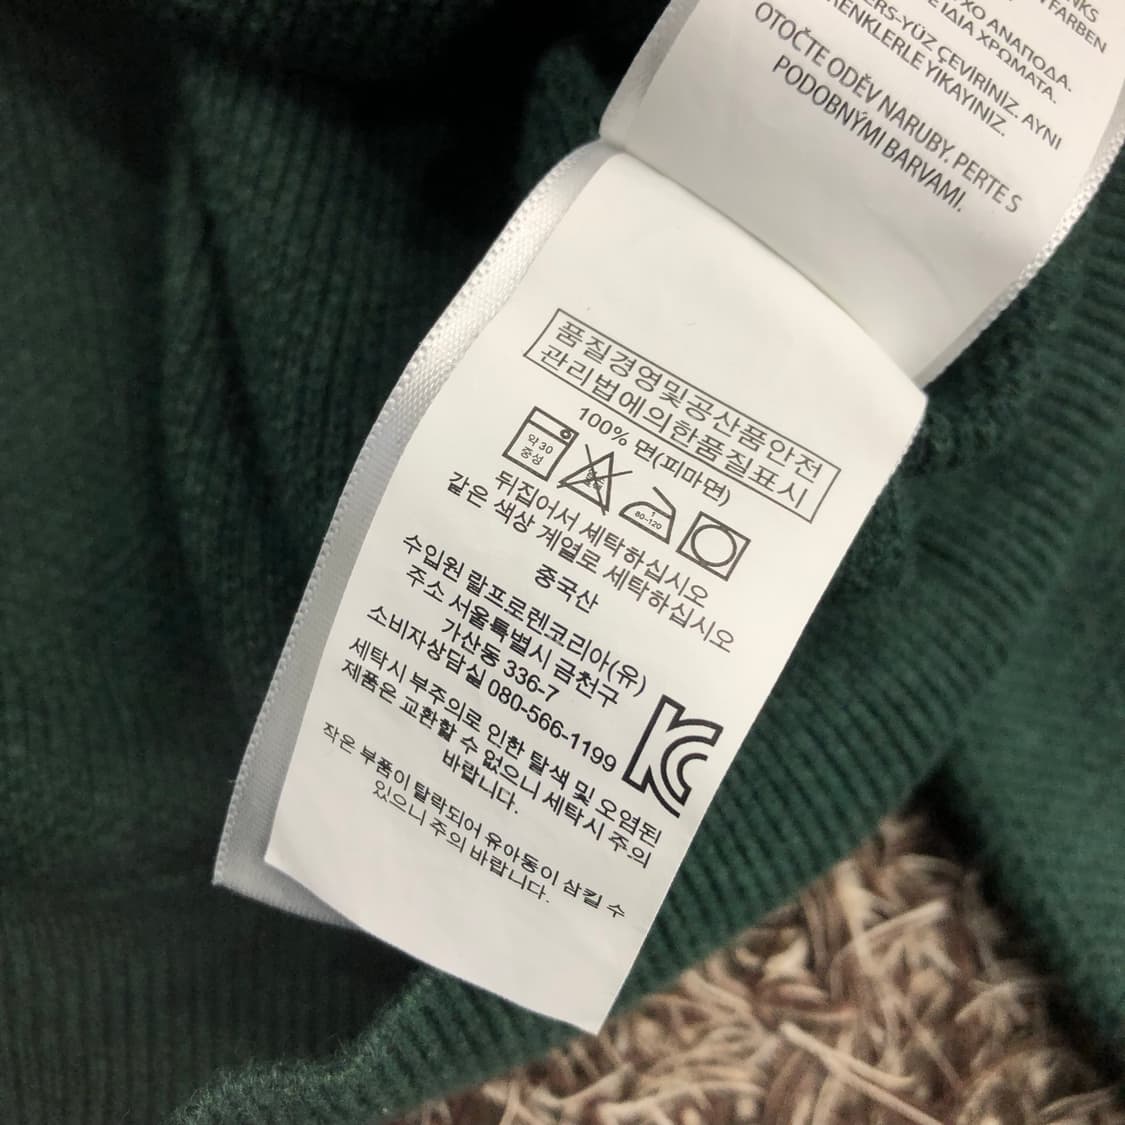 NKS
FARBEN
ΧΟ ΑΝΑΠΟΔΑ.
Ε ΙΔΙΑ ΧΡΩΜΑΤΑ.
ERS-YÜZ ÇEVİRİNİZ. AYNI
RENKLERLE YIKAYINIZ.
OTOČTE ODĚV NARUBY. PERTE S
PODOBNÝMI BARVAMI.
품질경영및공산품안전
관리법에의한품질표시
100% 면(피마면)
약 30
중성
1
80-120
뒤집어서 세탁하십시오
같은 색상 계열로 세탁하십시오
중국산
수입원 랄프로렌코리아(유)
주소 서울특별시 금천구
가산동 336-7
소비자상담실 080-566-1199
세탁시 부주의로 인한 탈색 및 오염된
제품은 교환할 수 없으니 세탁시 주의
바랍니다.
작은 부품이 탈락되어 유아동이 삼킬 수
있으니 주의 바랍니다.